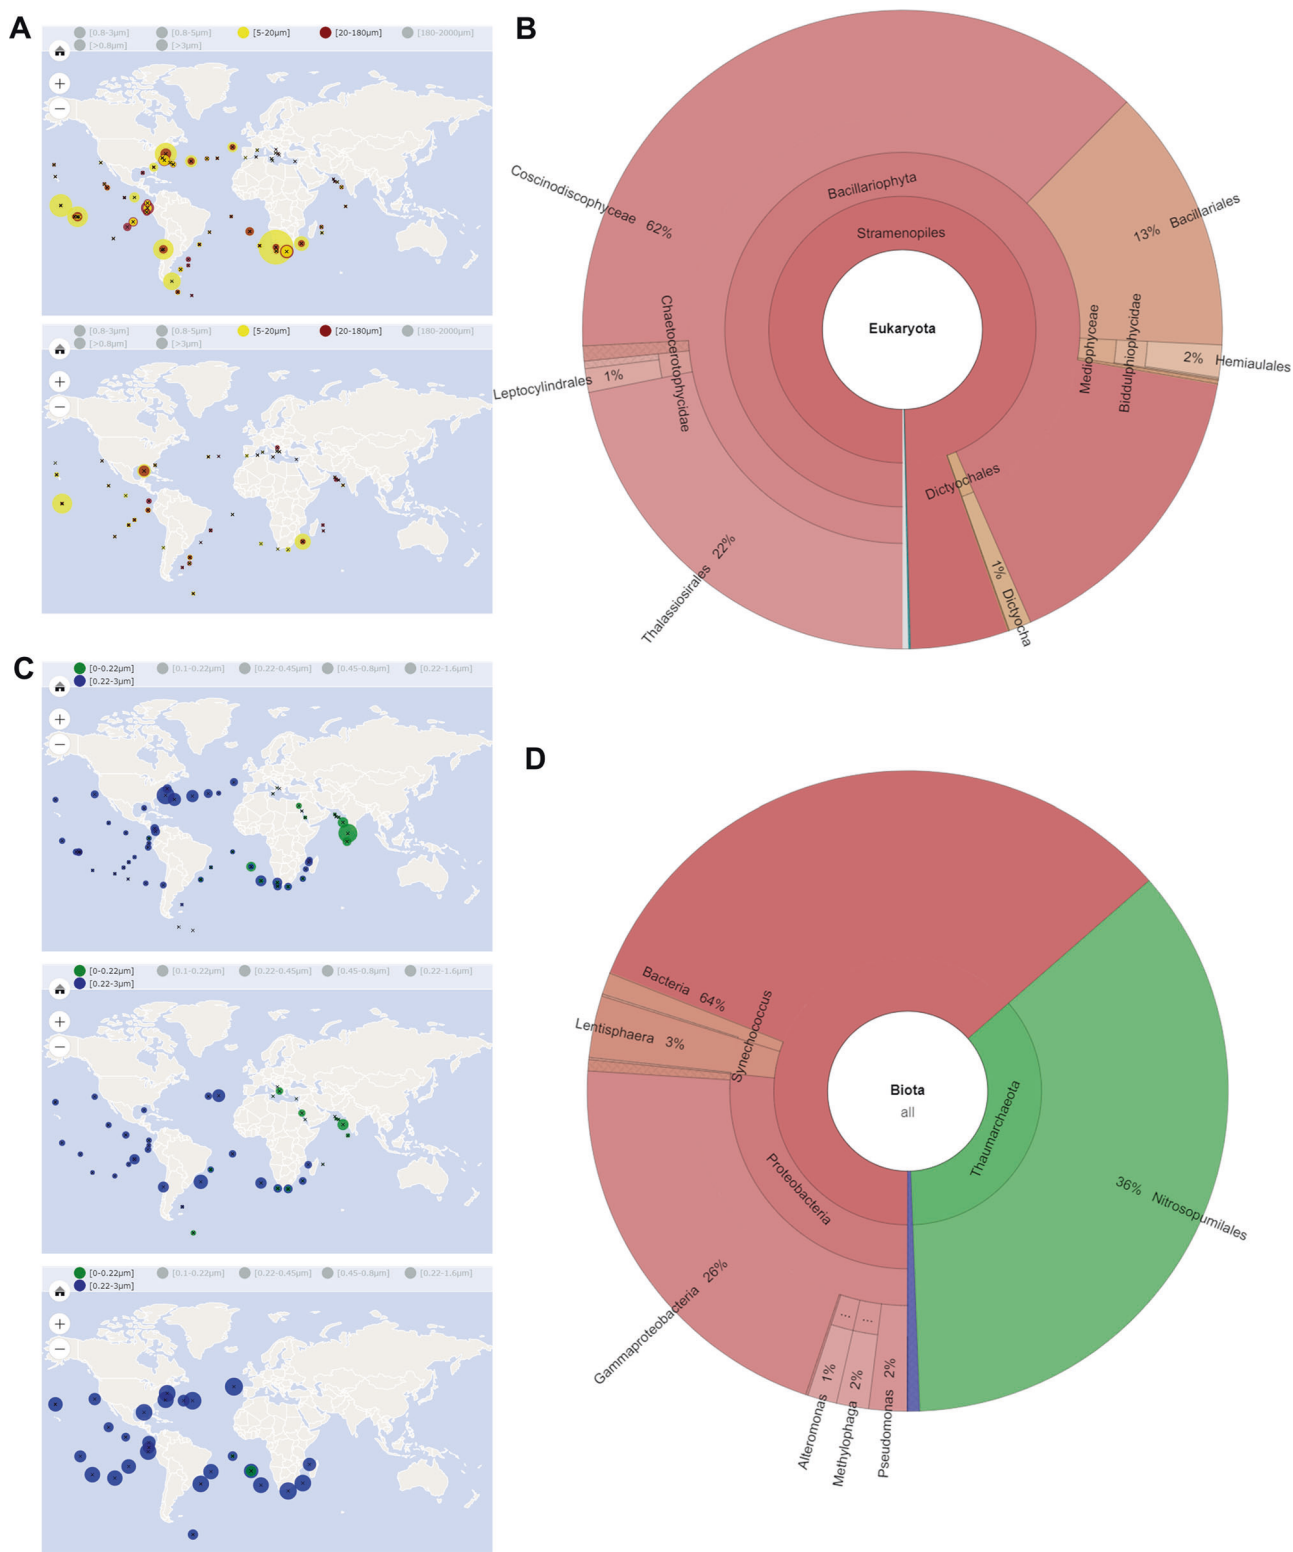 A
[0.8-3µm] [0.8-5µm] [5-20µm] [20-180µm] [180-2000µm]
[>0.8µm] [>3µm]
+
−
[0.8-3µm] [0.8-5µm] [5-20µm] [20-180µm] [180-2000µm]
[>0.8µm] [>3µm]
+
−
B
Eukaryota
Stramenopiles
Bacillariophyta
Coscinodiscophyceae 62%
13% Bacillariales
Mediophyceae
Biddulphiophycidae
2% Hemiaulales
Chaetocerotophycidae
Leptocylindrales 1%
Thalassiosirales 22%
Dictyochales
1% Dictyocha
C
[0-0.22µm] [0.1-0.22µm] [0.22-0.45µm] [0.45-0.8µm] [0.22-1.6µm]
[0.22-3µm]
+
−
[0-0.22µm] [0.1-0.22µm] [0.22-0.45µm] [0.45-0.8µm] [0.22-1.6µm]
[0.22-3µm]
+
−
[0-0.22µm] [0.1-0.22µm] [0.22-0.45µm] [0.45-0.8µm] [0.22-1.6µm]
[0.22-3µm]
+
−
D
Biota
all
Bacteria 64%
Synechococcus
Lentisphaera 3%
Proteobacteria
Thaumarchaeota
36% Nitrosopumilales
Gammaproteobacteria 26%
... ...
Alteromonas 1%
Methylophaga 2%
Pseudomonas 2%